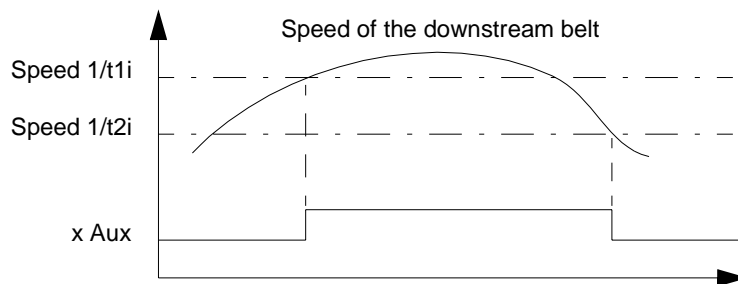 Speed of the downstream belt
Speed 1/t1i
Speed 1/t2i
x Aux